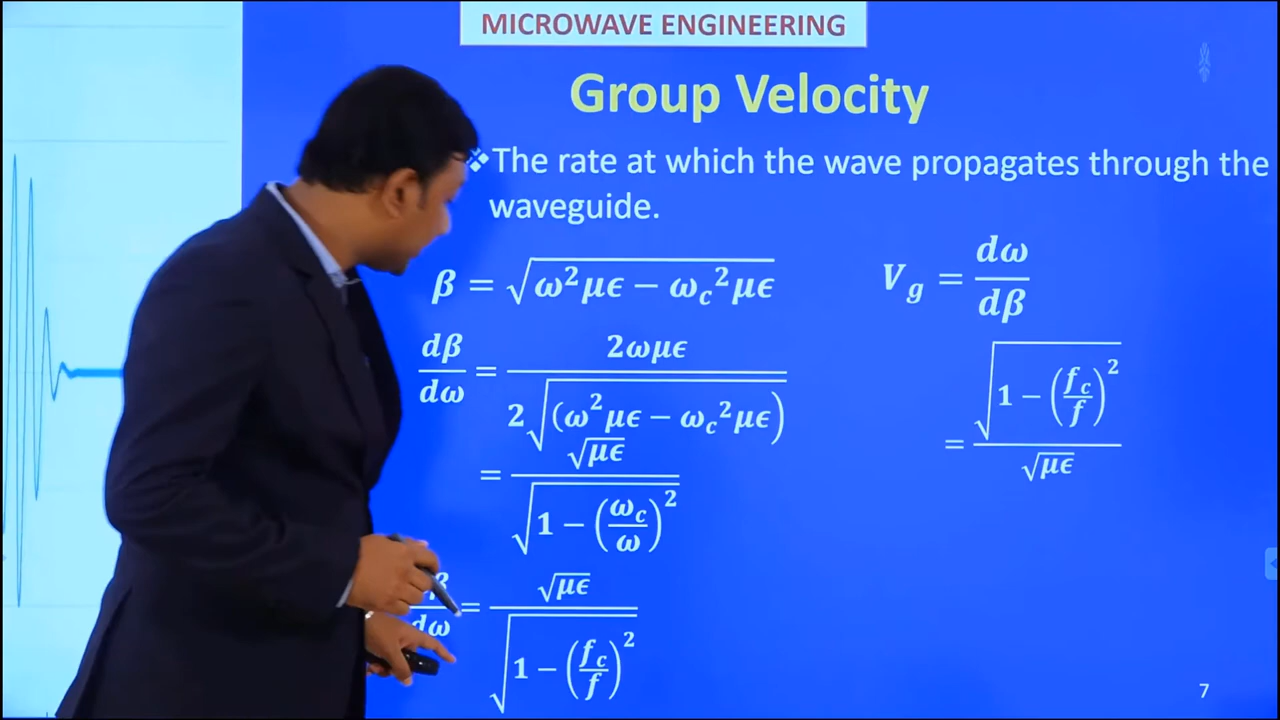 MICROWAVE ENGINEERING
Group Velocity
❖The rate at which the wave propagates through the
waveguide.
β = √(ω²μϵ − ω_c²μϵ)
dβ/dω = 2ωμϵ / 2√((ω²μϵ − ω_c²μϵ))
= √(μϵ) / √(1 − (ω_c/ω)²)
β/dω = √(μϵ) / √(1 − (f_c/f)²)
V_g = dω/dβ
= √(1 − (f_c/f)²) / √(μϵ)
7